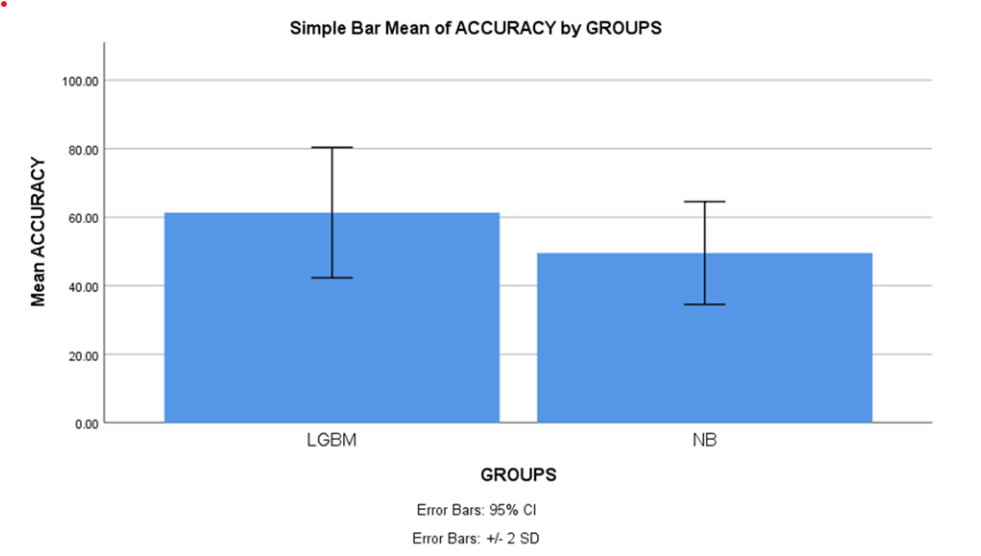 Simple Bar Mean of ACCURACY by GROUPS
100.00
80.00
60.00
40.00
20.00
0.00
Mean ACCURACY
LGBM
NB
GROUPS
Error Bars: 95% CI
Error Bars: +/- 2 SD